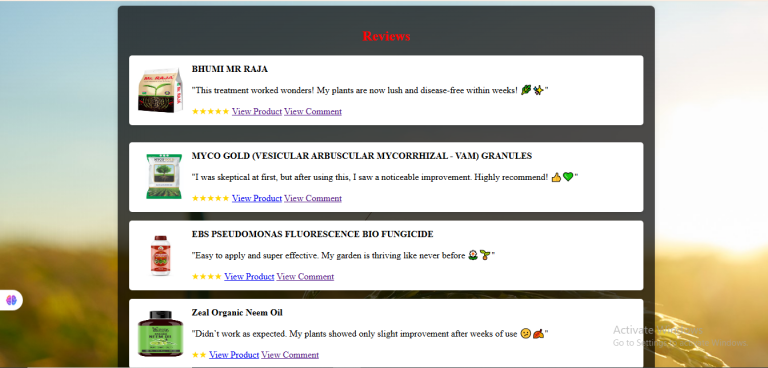 Reviews
MR. RAJA
BHUMI MR RAJA
"This treatment worked wonders! My plants are now lush and disease-free within weeks! 🌿✨"
★★★★★ View Product View Comment
MYCO GOLD (VESICULAR ARBUSCULAR MYCORRHIZAL - VAM) GRANULES
"I was skeptical at first, but after using this, I saw a noticeable improvement. Highly recommend! 👍💚"
★★★★★ View Product View Comment
EBS PSEUDOMONAS FLUORESCENCE BIO FUNGICIDE
"Easy to apply and super effective. My garden is thriving like never before 🌼🌱"
★★★★ View Product View Comment
Zeal Organic Neem Oil
"Didn’t work as expected. My plants showed only slight improvement after weeks of use 😕🍂"
★★ View Product View Comment
Activate Windows
Go to Settings to activate Windows.